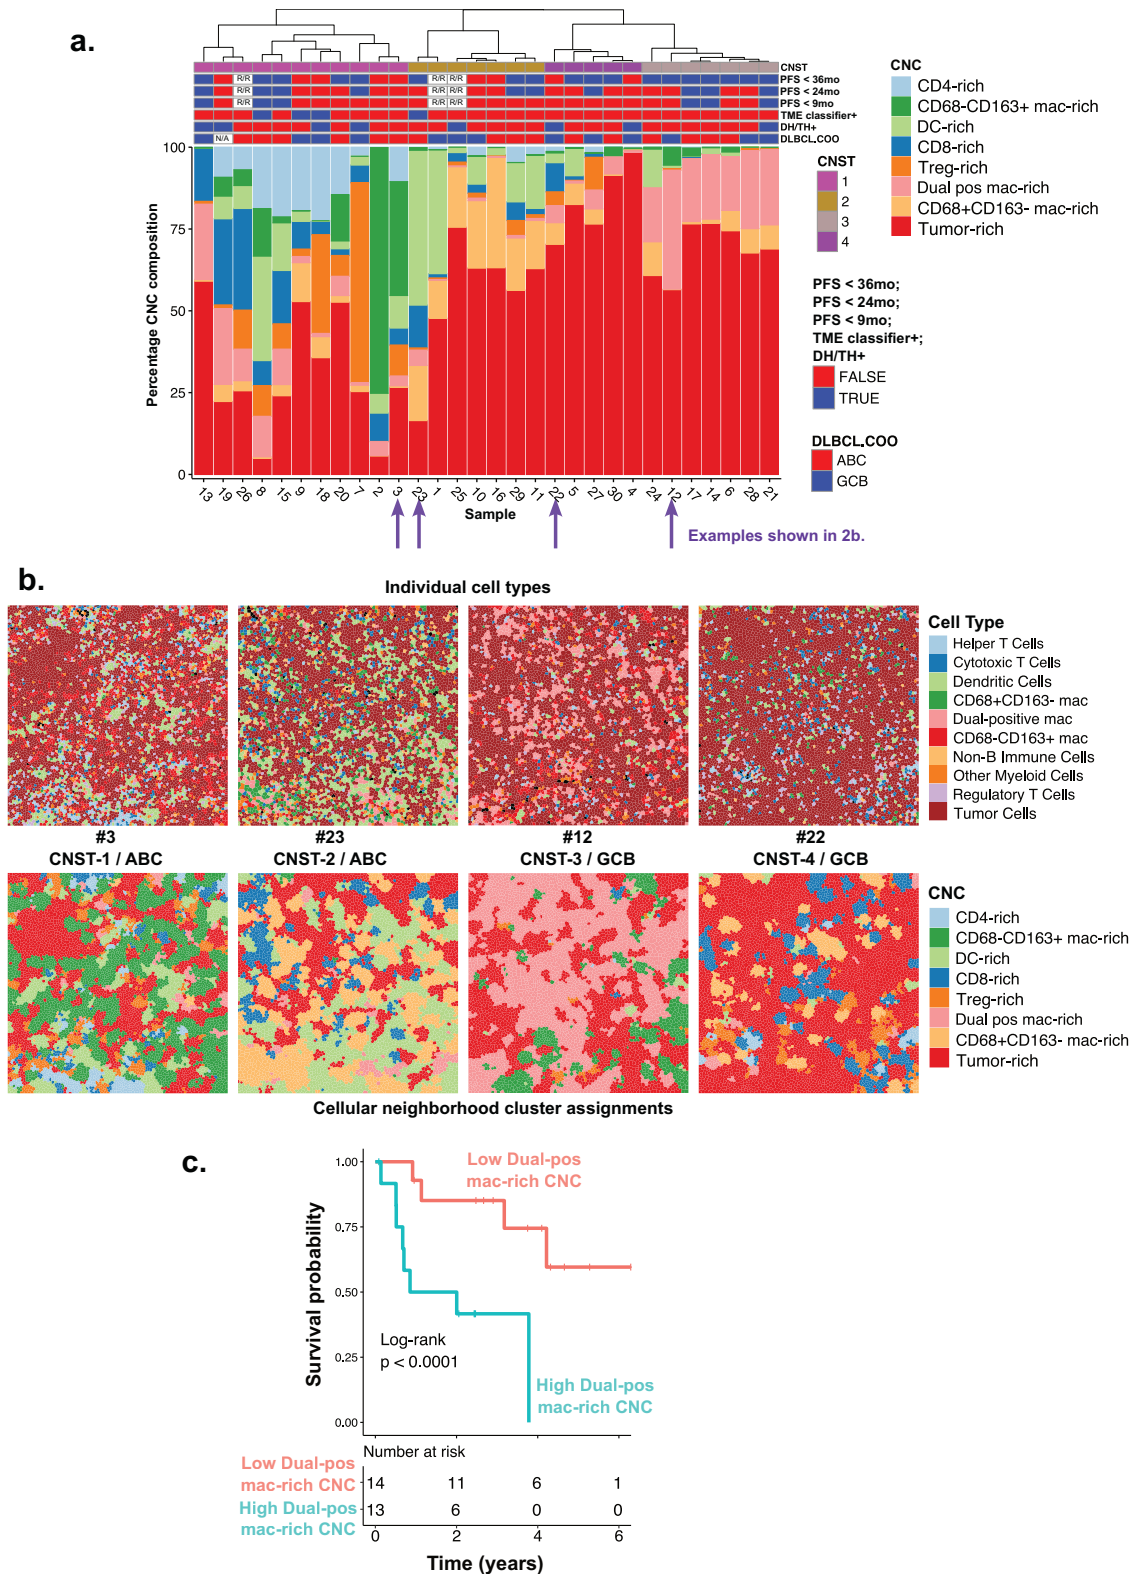 a.
CNST
PFS < 36mo
PFS < 24mo
PFS < 9mo
TME classifier+
DH/TH+
DLBCL.COO
R/R
R/R R/R
R/R
R/R R/R
R/R
R/R R/R
N/A
Percentage CNC composition
100
75
50
25
0
13 19 26 8 15 9 18 20 7 2 3 23 1 25 10 16 29 11 22 5 27 30 4 24 12 17 14 6 28 21
Sample
Examples shown in 2b.
CNST
1
2
3
4
CNC
CD4-rich
CD68-CD163+ mac-rich
DC-rich
CD8-rich
Treg-rich
Dual pos mac-rich
CD68+CD163- mac-rich
Tumor-rich
PFS < 36mo;
PFS < 24mo;
PFS < 9mo;
TME classifier+;
DH/TH+
FALSE
TRUE
DLBCL.COO
ABC
GCB
b.
Individual cell types
Cell Type
Helper T Cells
Cytotoxic T Cells
Dendritic Cells
CD68+CD163- mac
Dual-positive mac
CD68-CD163+ mac
Non-B Immune Cells
Other Myeloid Cells
Regulatory T Cells
Tumor Cells
#3 #23 #12 #22
CNST-1 / ABC CNST-2 / ABC CNST-3 / GCB CNST-4 / GCB
CNC
CD4-rich
CD68-CD163+ mac-rich
DC-rich
CD8-rich
Treg-rich
Dual pos mac-rich
CD68+CD163- mac-rich
Tumor-rich
Cellular neighborhood cluster assignments
c.
Survival probability
1.00
0.75
0.50
0.25
0.00
Low Dual-pos
mac-rich CNC
Log-rank
p < 0.0001
High Dual-pos
mac-rich CNC
Number at risk
Low Dual-pos
mac-rich CNC 14 11 6 1
High Dual-pos
mac-rich CNC 13 6 0 0
0 2 4 6
Time (years)